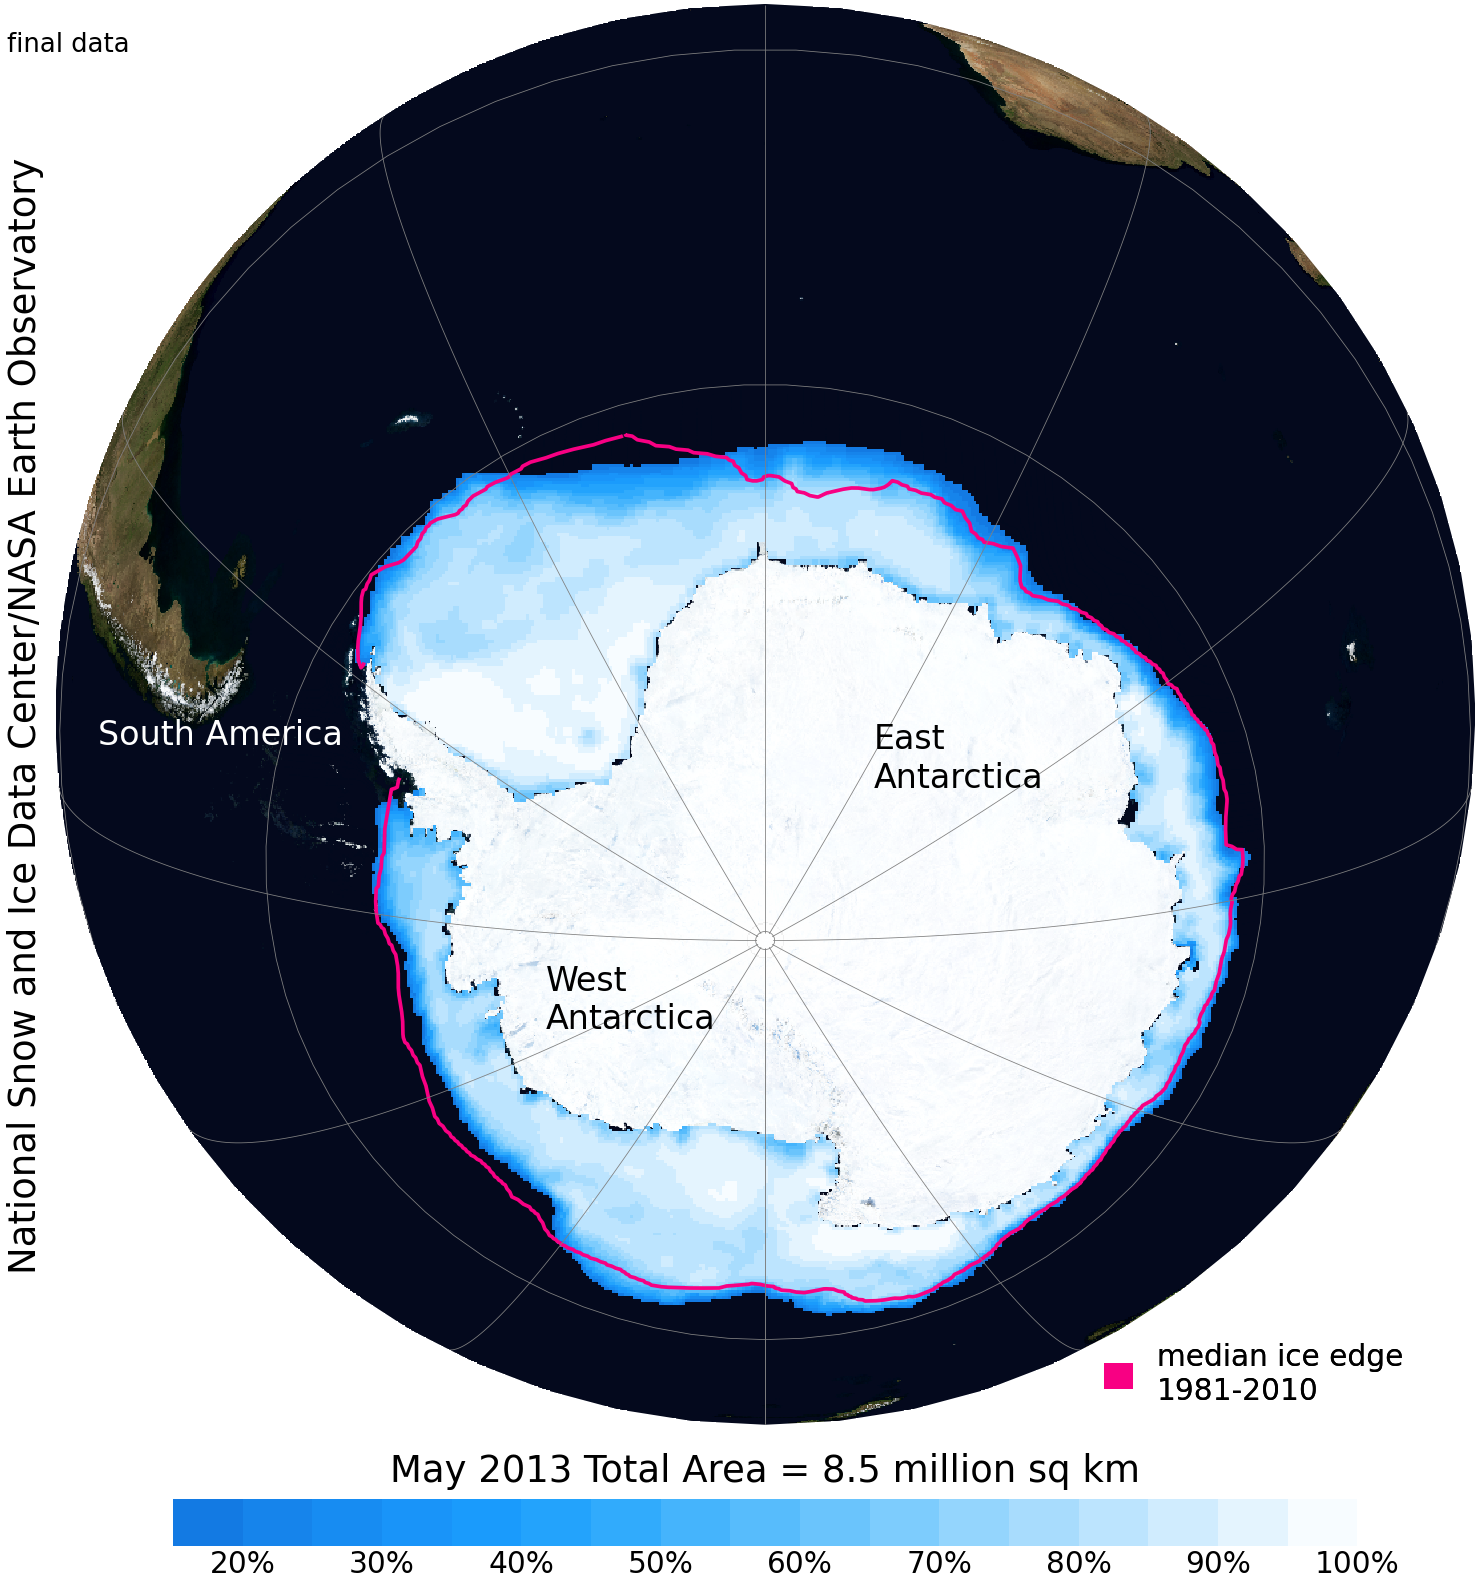 final data
National Snow and Ice Data Center/NASA Earth Observatory
South America
East
Antarctica
West
Antarctica
median ice edge
1981-2010
May 2013 Total Area = 8.5 million sq km
20% 30% 40% 50% 60% 70% 80% 90% 100%